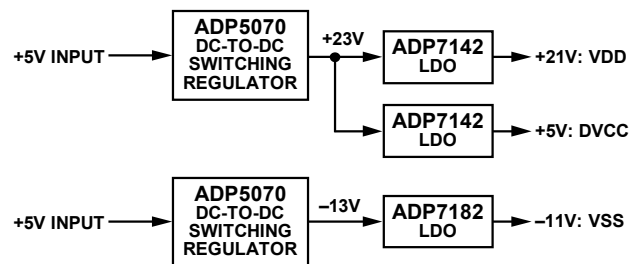 +5V INPUT
ADP5070
DC-TO-DC
SWITCHING
REGULATOR
+23V
ADP7142
LDO
+21V: VDD
ADP7142
LDO
+5V: DVCC
+5V INPUT
ADP5070
DC-TO-DC
SWITCHING
REGULATOR
–13V
ADP7182
LDO
–11V: VSS